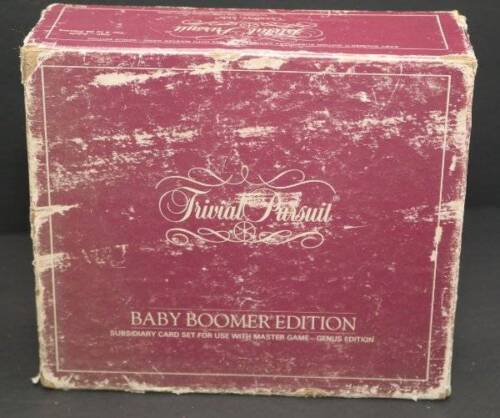 Trivial Pursuit®
BABY BOOMER® EDITION
SUBSIDIARY CARD SET FOR USE WITH MASTER GAME - GENUS EDITION